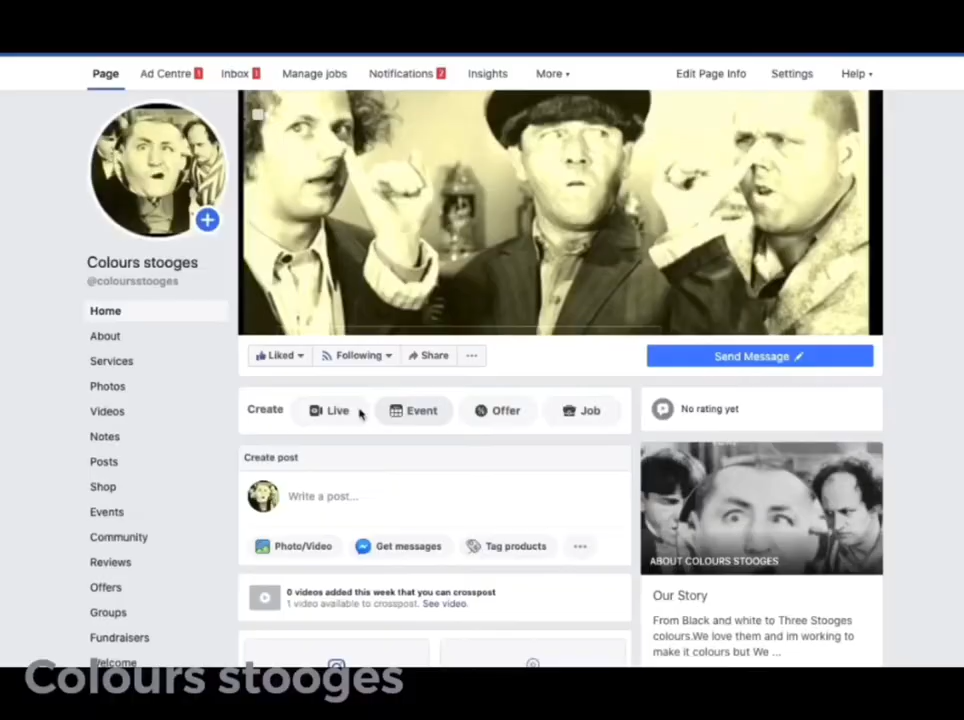 Page Ad Centre 1 Inbox 1 Manage jobs Notifications 7 Insights More Edit Page Info Settings Help
Colours stooges
@coloursstooges
Home
About
Services
Photos
Videos
Notes
Posts
Shop
Events
Community
Reviews
Offers
Groups
Fundraisers
Welcome
Liked Following Share ... Send Message
Create Live Event Offer Job
Create post
Write a post...
Photo/Video Get messages Tag products ...
0 videos added this week that you can crosspost
1 video available to crosspost. See video.
No rating yet
ABOUT COLOURS STOOGES
Our Story
From Black and white to Three Stooges
colours.We love them and im working to
make it colours but We ...
Colours stooges